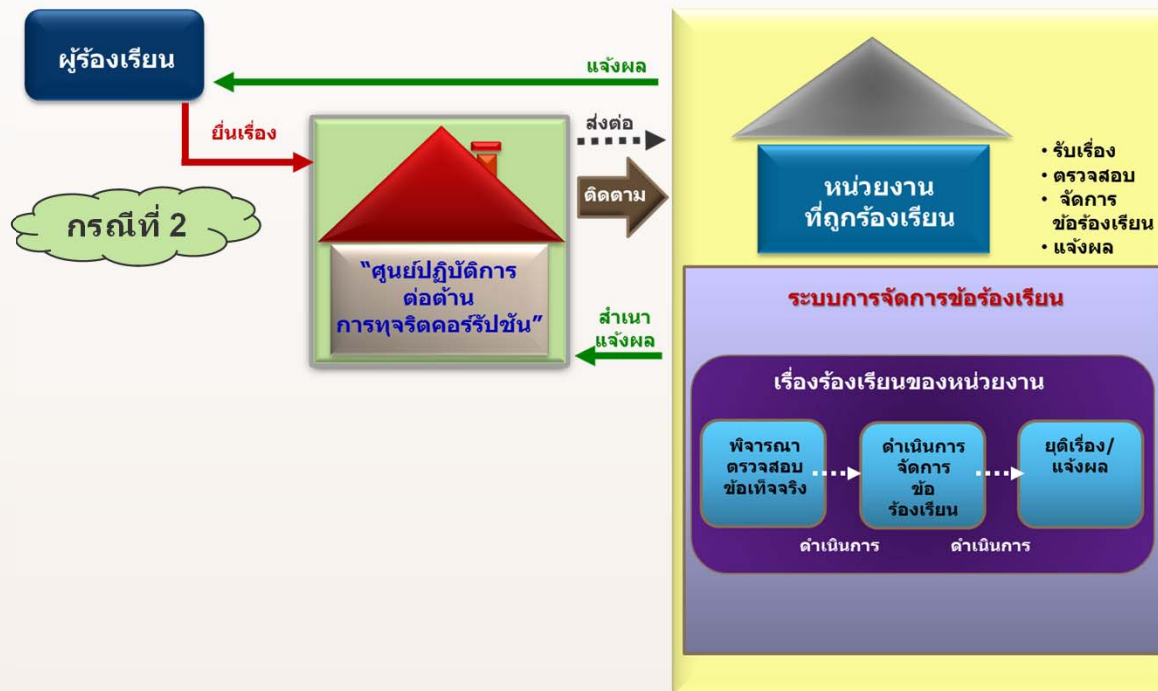 ผู้ร้องเรียน
แจ้งผล
ยื่นเรื่อง
ส่งต่อ
ติดตาม
กรณีที่ 2
“ศูนย์ปฏิบัติการ
ต่อต้าน
การทุจริตคอร์รัปชัน”
สำเนา
แจ้งผล
หน่วยงาน
ที่ถูกร้องเรียน
• รับเรื่อง
• ตรวจสอบ
• จัดการ
ข้อร้องเรียน
• แจ้งผล
ระบบการจัดการข้อร้องเรียน
เรื่องร้องเรียนของหน่วยงาน
พิจารณา
ตรวจสอบ
ข้อเท็จจริง
ดำเนินการ
จัดการ
ข้อ
ร้องเรียน
ยุติเรื่อง/
แจ้งผล
ดำเนินการ
ดำเนินการ